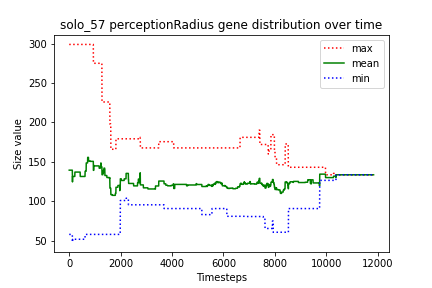 solo_57 perceptionRadius gene distribution over time
max
mean
min
Size value
300
250
200
150
100
50
0
2000
4000
6000
8000
10000
12000
Timesteps